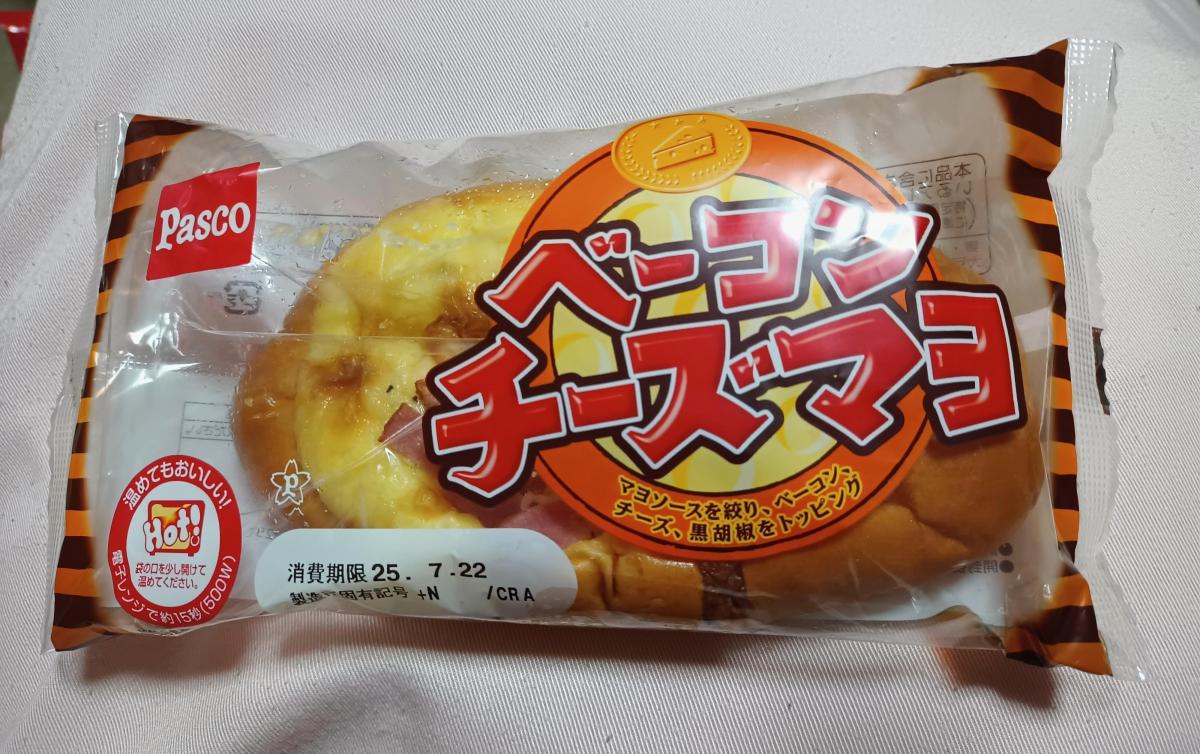 Pasco
ベーコン
チーズマヨ
マヨソースを絞り、ベーコン、
チーズ、黒胡椒をトッピング
温めてもおいしい!
Hot!
袋の口を少し開けて
温めてください。
電子レンジで約15秒(500W)
消費期限 25. 7.22
製造所固有記号 +N /CRA
本品に含